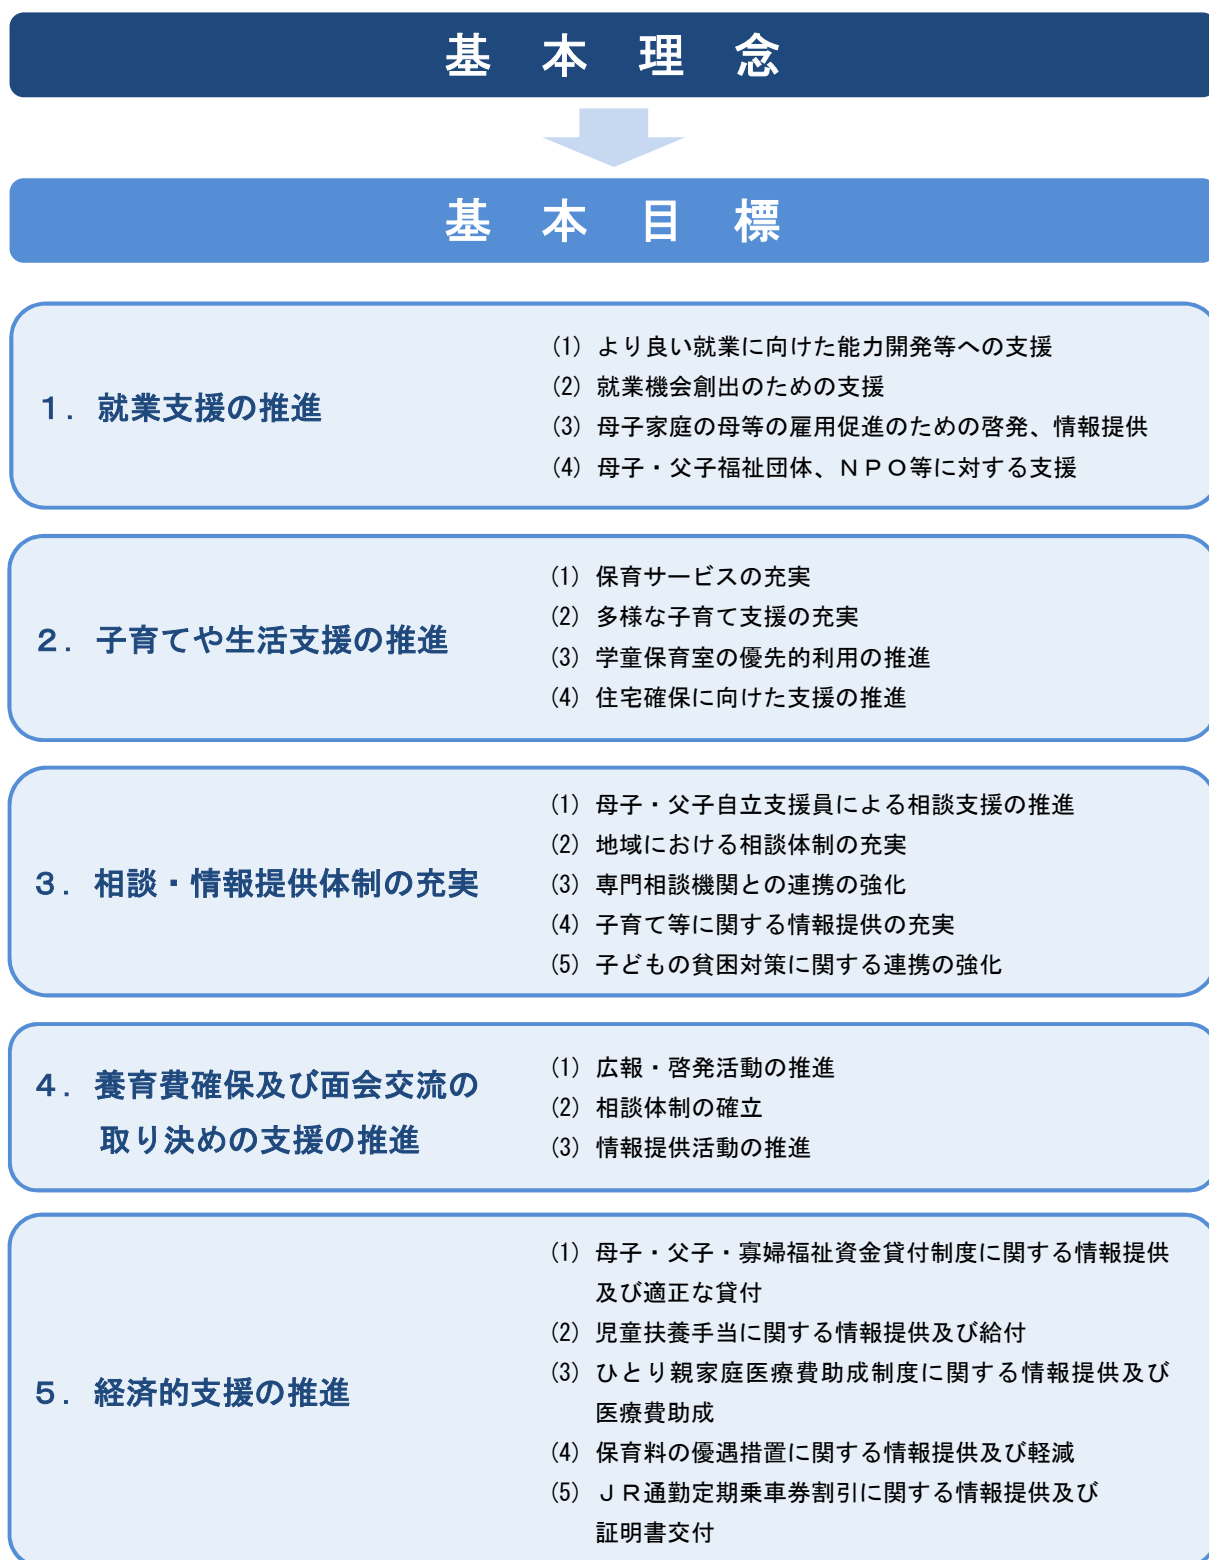 基本理念
基本目標
１．就業支援の推進
(1) より良い就業に向けた能力開発等への支援
(2) 就業機会創出のための支援
(3) 母子家庭の母等の雇用促進のための啓発、情報提供
(4) 母子・父子福祉団体、ＮＰＯ等に対する支援
２．子育てや生活支援の推進
(1) 保育サービスの充実
(2) 多様な子育て支援の充実
(3) 学童保育室の優先的利用の推進
(4) 住宅確保に向けた支援の推進
３．相談・情報提供体制の充実
(1) 母子・父子自立支援員による相談支援の推進
(2) 地域における相談体制の充実
(3) 専門相談機関との連携の強化
(4) 子育て等に関する情報提供の充実
(5) 子どもの貧困対策に関する連携の強化
４．養育費確保及び面会交流の
取り決めの支援の推進
(1) 広報・啓発活動の推進
(2) 相談体制の確立
(3) 情報提供活動の推進
５．経済的支援の推進
(1) 母子・父子・寡婦福祉資金貸付制度に関する情報提供
及び適正な貸付
(2) 児童扶養手当に関する情報提供及び給付
(3) ひとり親家庭医療費助成制度に関する情報提供及び
医療費助成
(4) 保育料の優遇措置に関する情報提供及び軽減
(5) ＪＲ通勤定期乗車券割引に関する情報提供及び
証明書交付